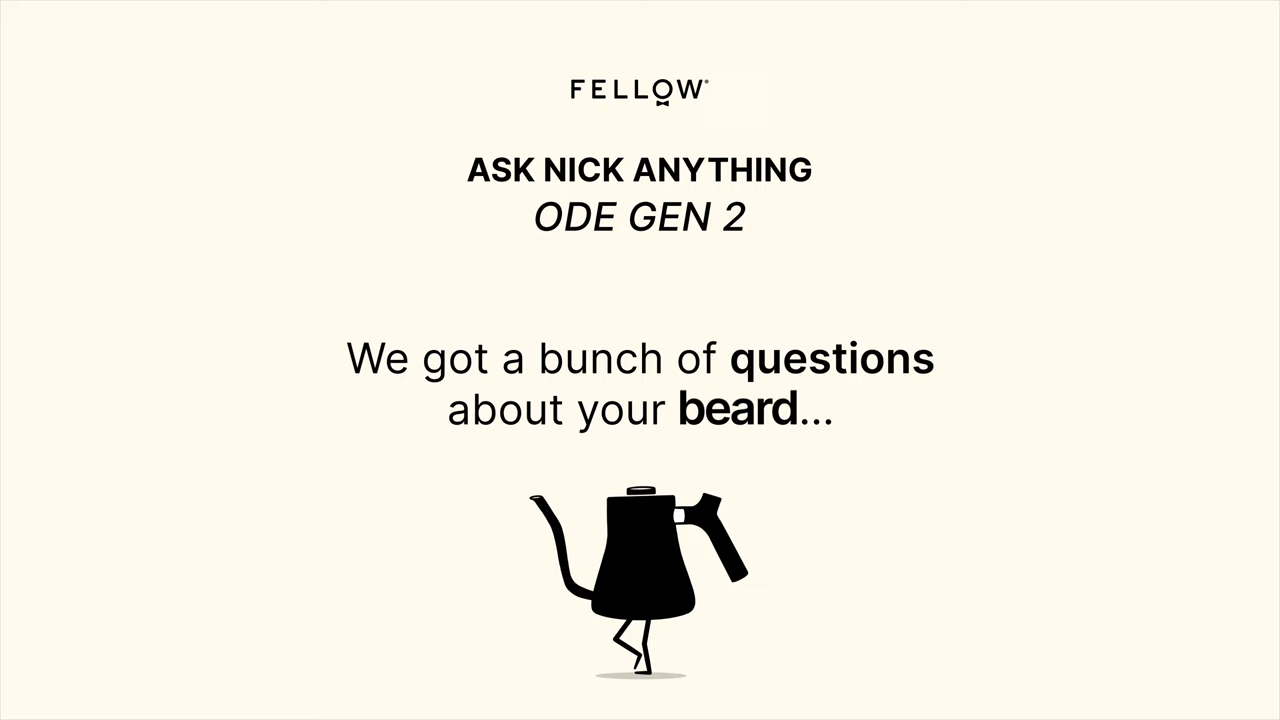 FELLOW®
ASK NICK ANYTHING
ODE GEN 2
We got a bunch of questions
about your beard...